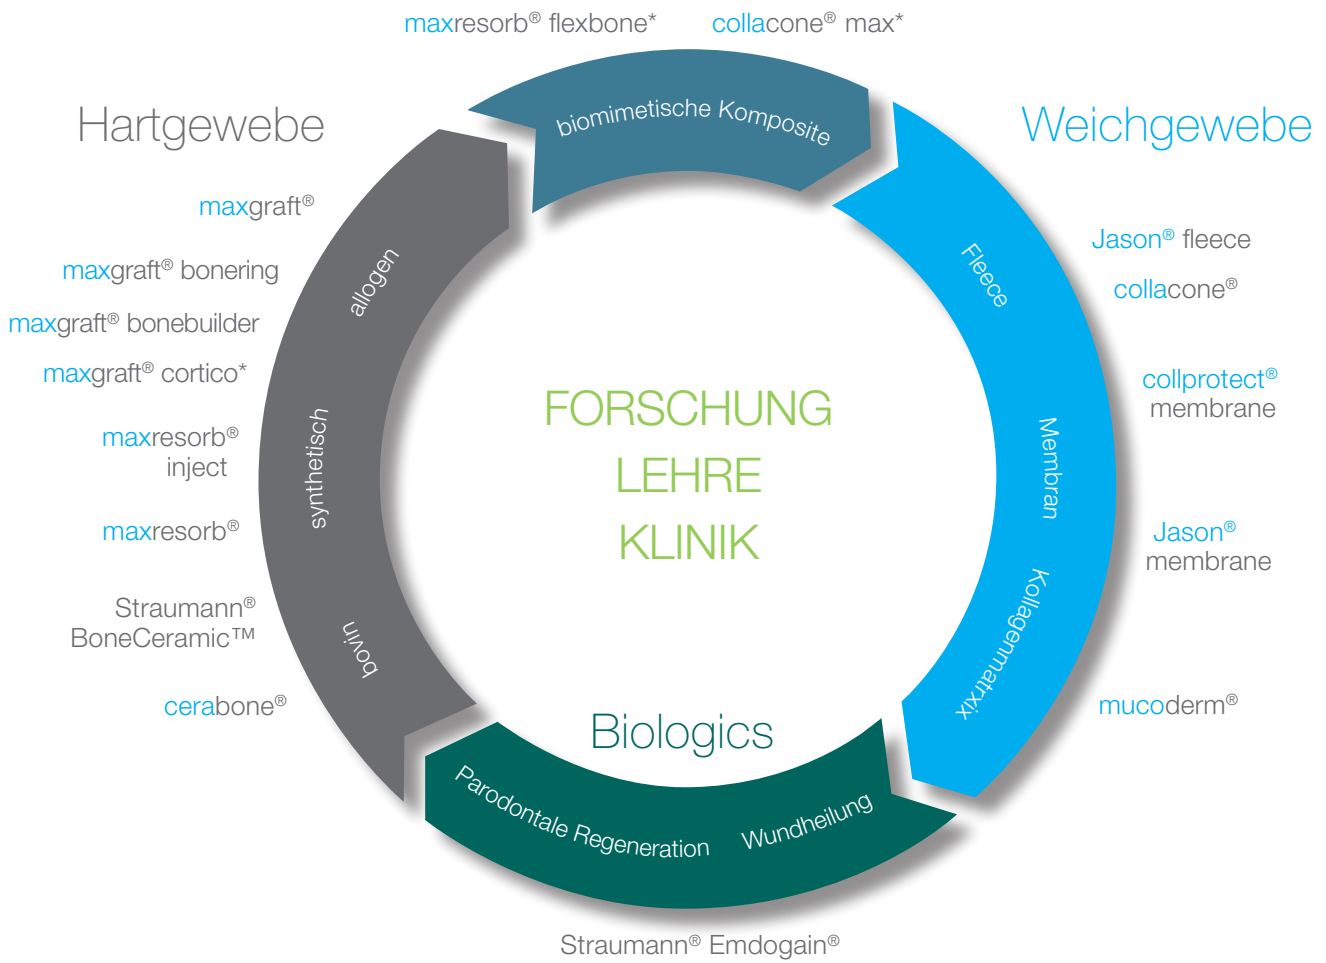 maxresorb® flexbone*
collacone® max*
Hartgewebe
biomimetische Komposite
Weichgewebe
maxgraft®
maxgraft® bonering
maxgraft® bonebuilder
maxgraft® cortico*
maxresorb®
inject
maxresorb®
Straumann®
BoneCeramic™
cerabone®
allogen
synthetisch
bovin
FORSCHUNG
LEHRE
KLINIK
Fleece
Membran
Kollagenmatrxix
Jason® fleece
collacone®
collprotect®
membrane
Jason®
membrane
mucoderm®
Biologics
Parodontale Regeneration
Wundheilung
Straumann® Emdogain®